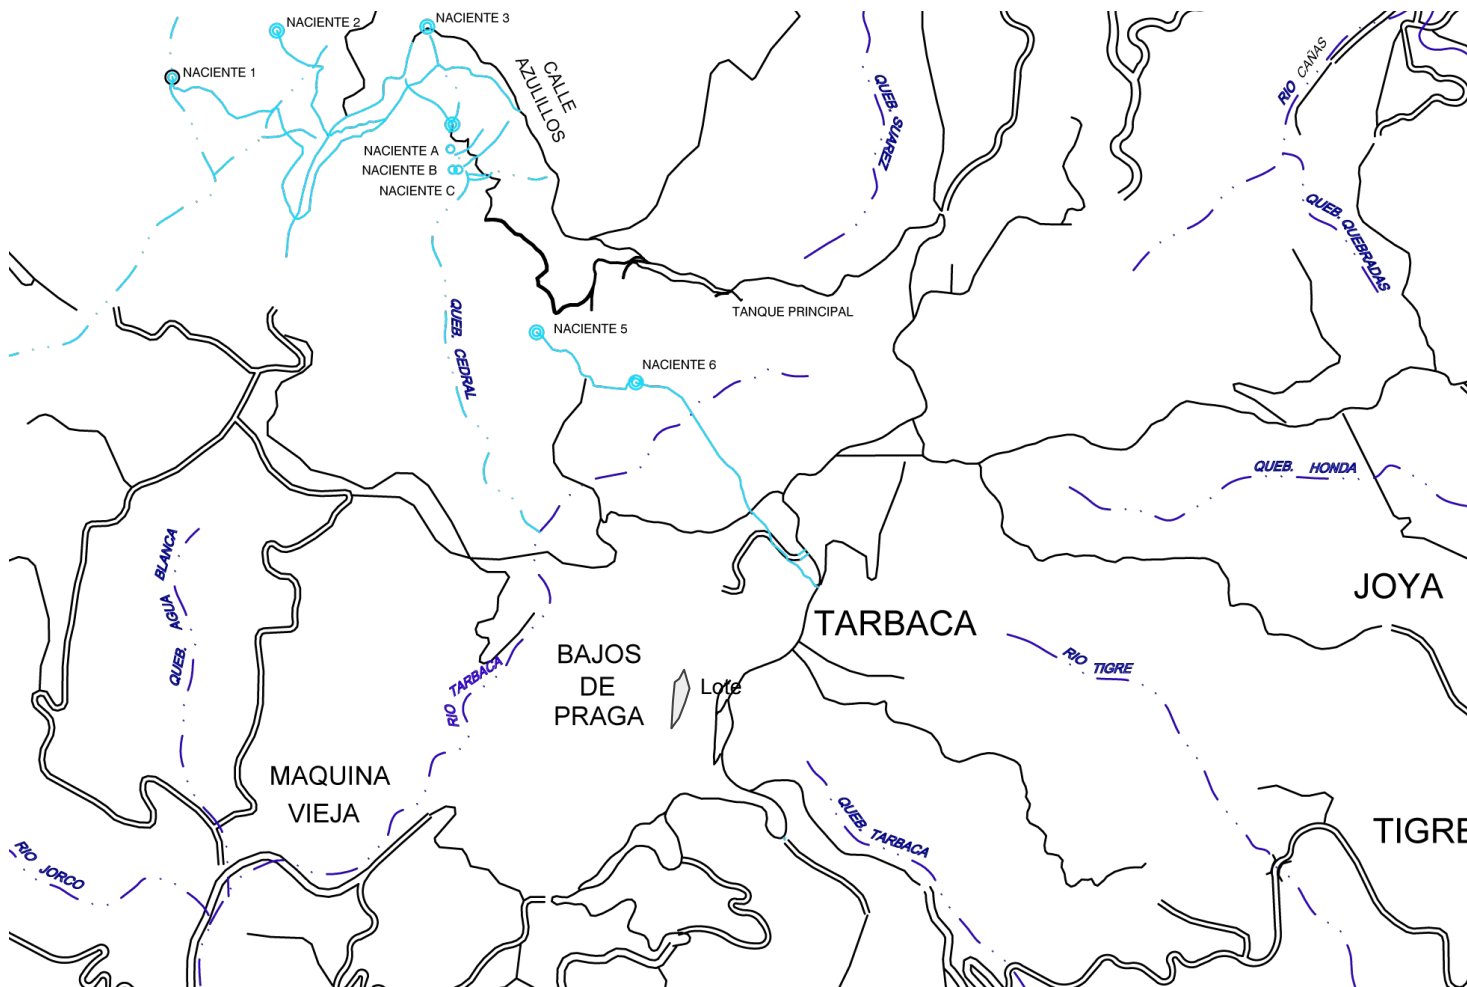 NACIENTE 2
NACIENTE 3
NACIENTE 1
CALLE
AZULILLOS
QUEB. SUAREZ
RIO CAÑAS
NACIENTE A
NACIENTE B
NACIENTE C
QUEB. QUEBRADAS
TANQUE PRINCIPAL
NACIENTE 5
QUEB. CEDRAL
NACIENTE 6
QUEB. HONDA
QUEB. AGUA BLANCA
JOYA
TARBACA
BAJOS
DE
PRAGA
Lote
RIO TARBACA
RIO TIGRE
MAQUINA
VIEJA
QUEB. TARBACA
TIGRE
RIO JORCO